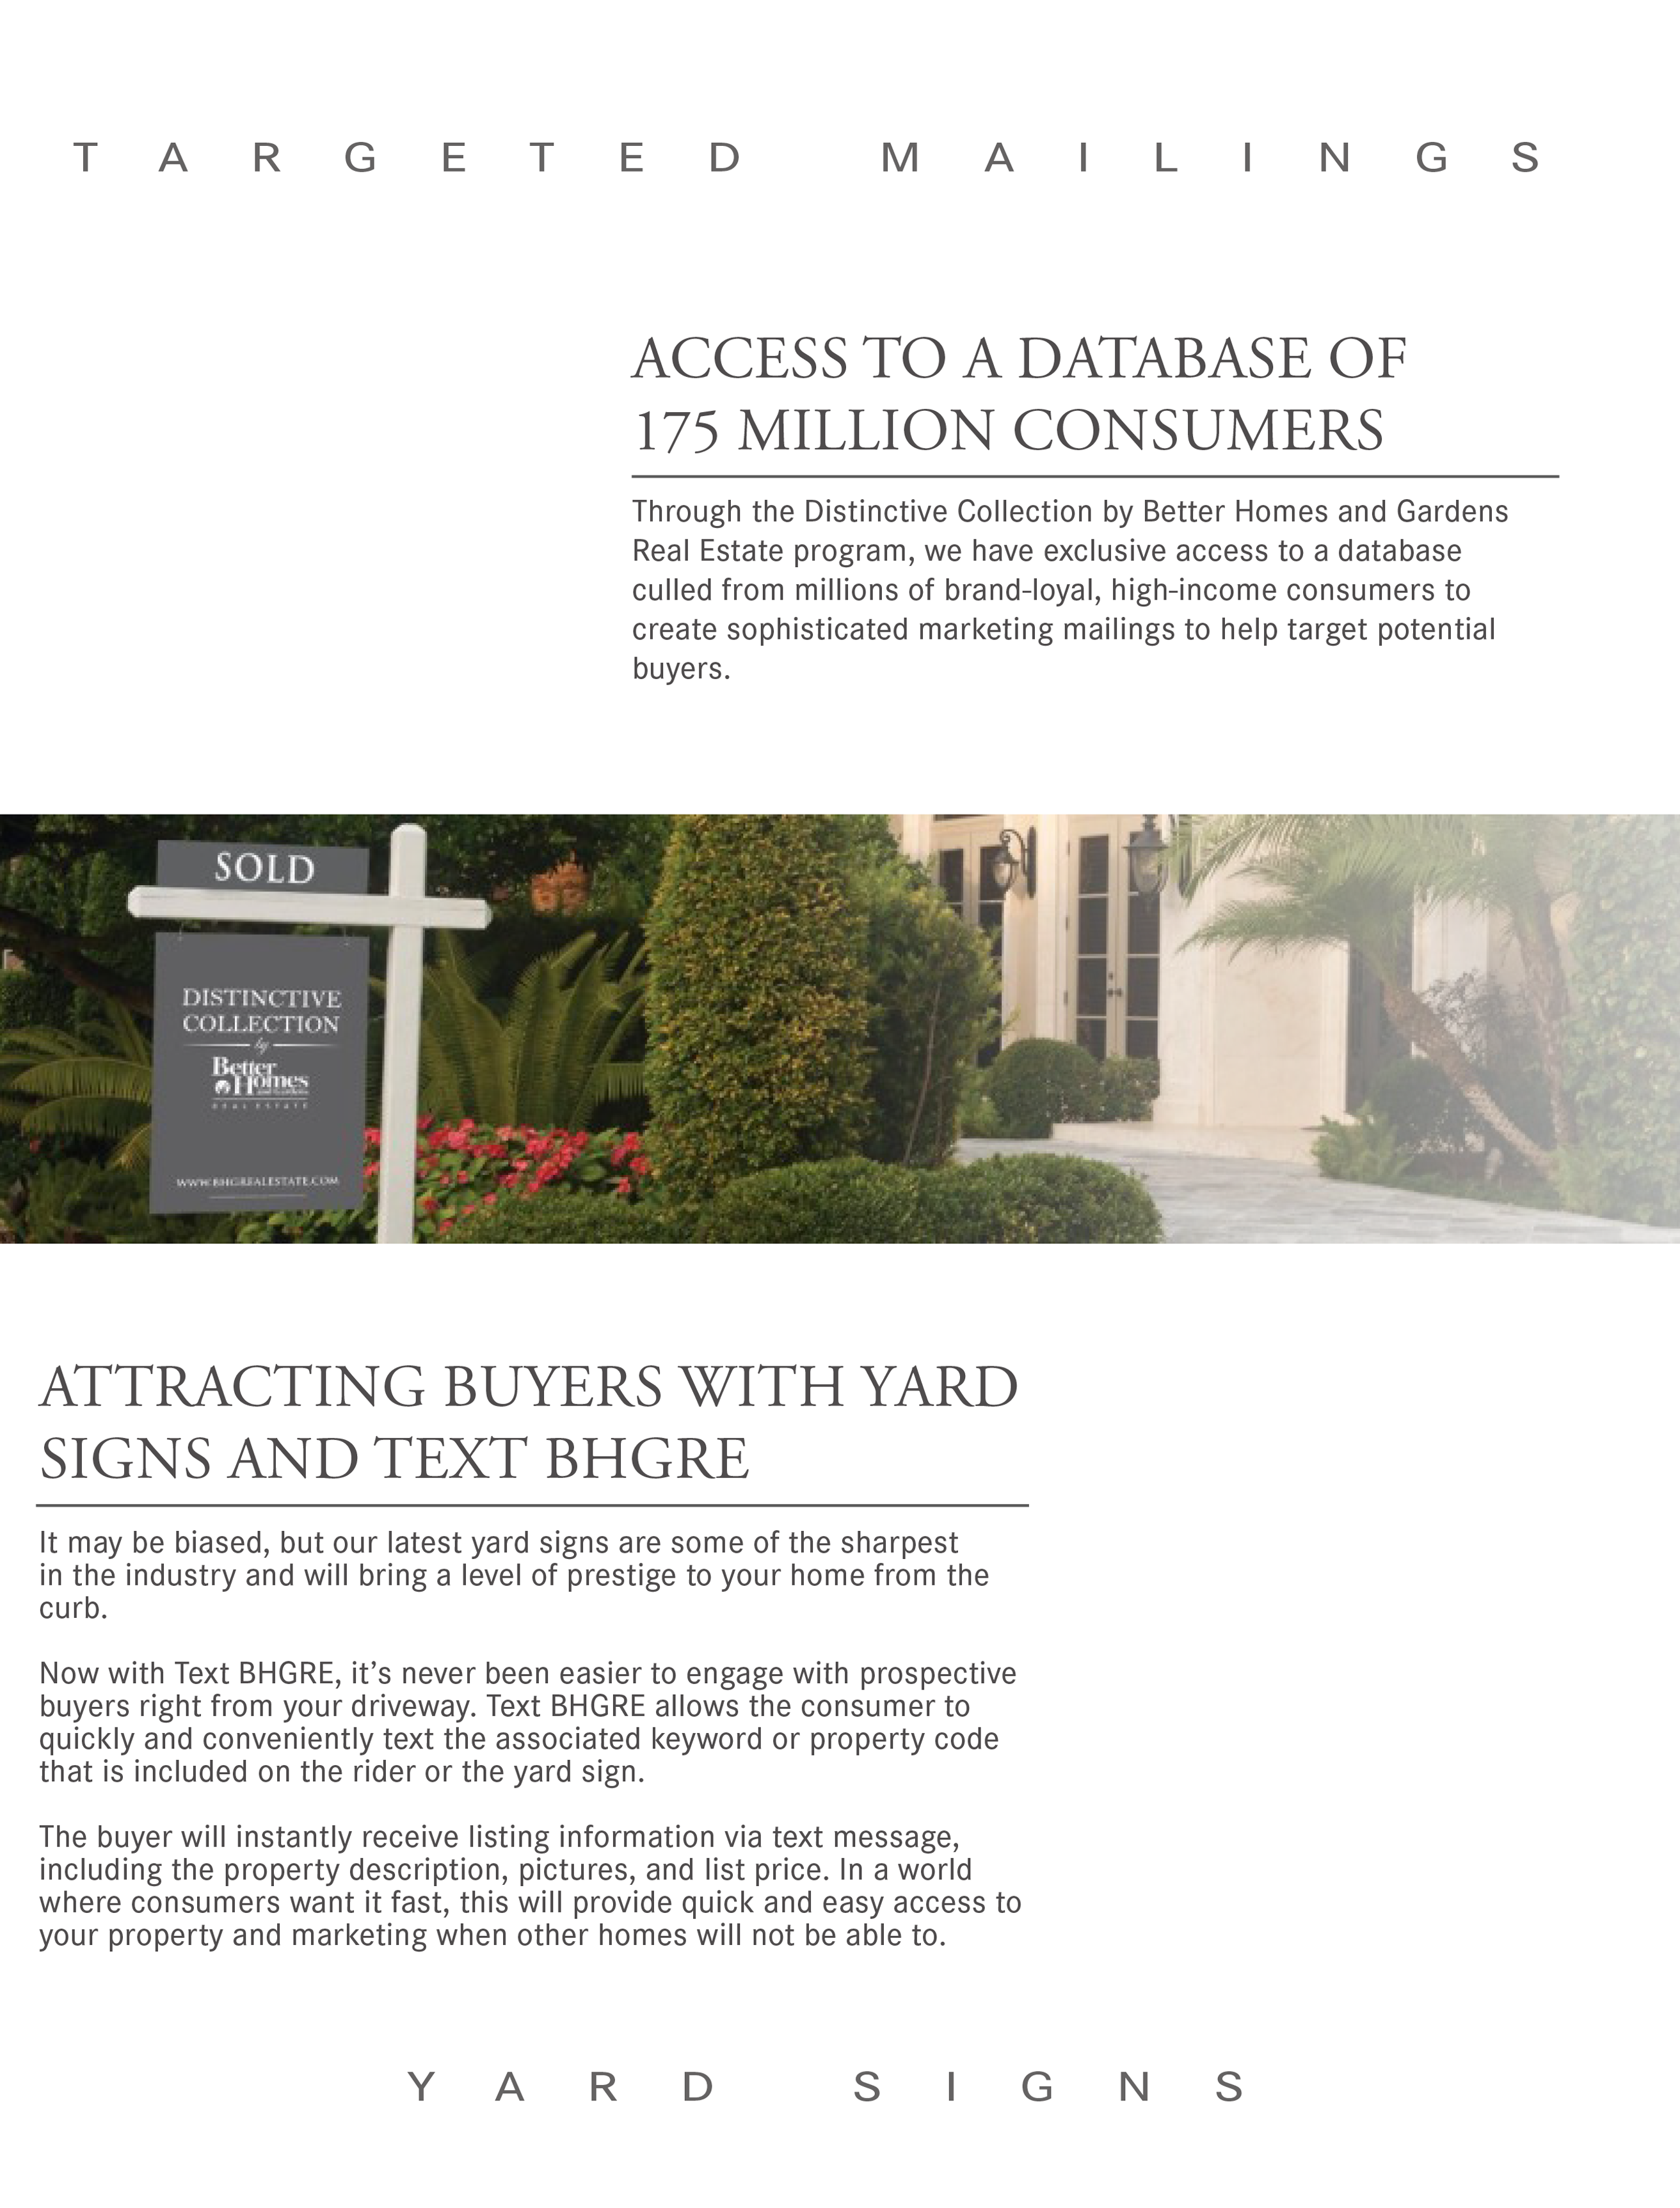 TARGETED MAILINGS
ACCESS TO A DATABASE OF
175 MILLION CONSUMERS
Through the Distinctive Collection by Better Homes and Gardens
Real Estate program, we have exclusive access to a database
culled from millions of brand-loyal, high-income consumers to
create sophisticated marketing mailings to help target potential
buyers.
SOLD
DISTINCTIVE
COLLECTION
by
Better
Homes
and Gardens
REAL ESTATE
WWW.BHGREALESTATE.COM
ATTRACTING BUYERS WITH YARD
SIGNS AND TEXT BHGRE
It may be biased, but our latest yard signs are some of the sharpest
in the industry and will bring a level of prestige to your home from the
curb.
Now with Text BHGRE, it’s never been easier to engage with prospective
buyers right from your driveway. Text BHGRE allows the consumer to
quickly and conveniently text the associated keyword or property code
that is included on the rider or the yard sign.
The buyer will instantly receive listing information via text message,
including the property description, pictures, and list price. In a world
where consumers want it fast, this will provide quick and easy access to
your property and marketing when other homes will not be able to.
YARD SIGNS